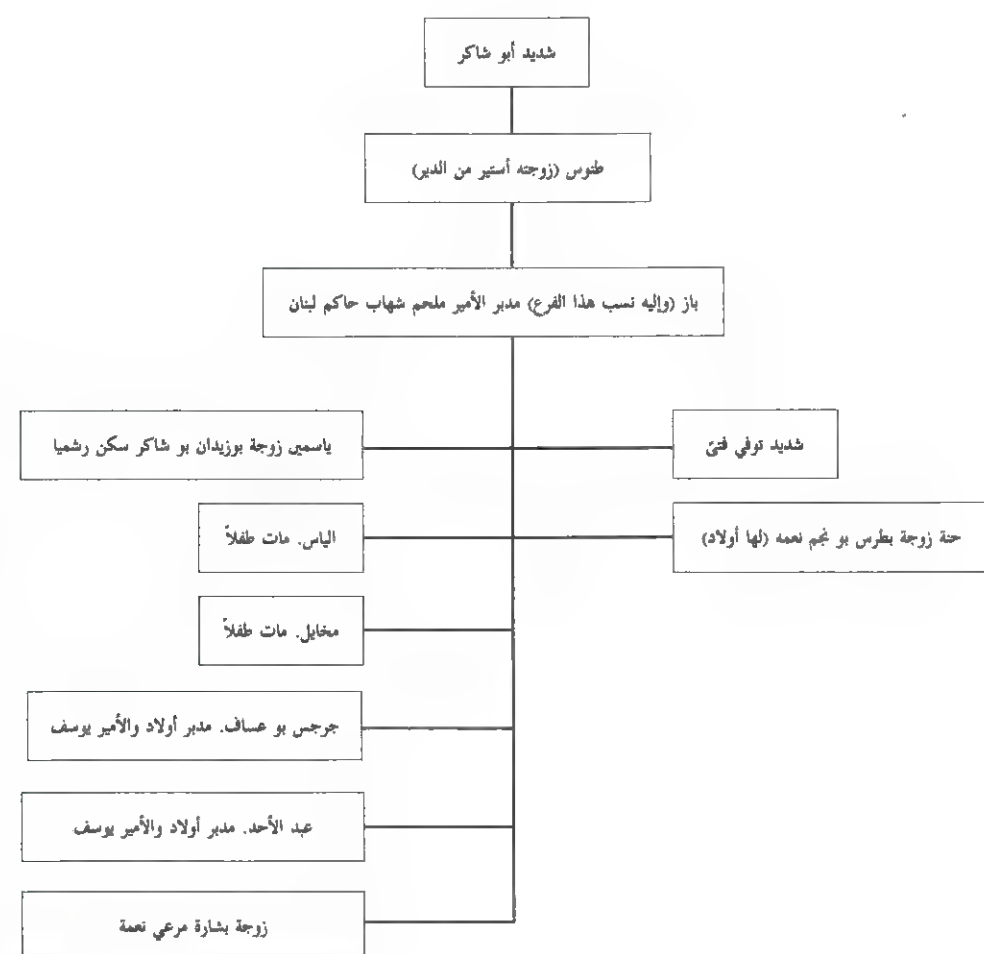 شديد أبو شاكر
طنوس (زوجته أستير من الدير)
باز (وإليه نسب هذا الفرع) مدبر الأمير ملحم شهاب حاكم لبنان
شديد توفي فتىً
ياسمين زوجة بوزيدان بو شاكر سكن رشميا
حنة زوجة بطرس بو نجم نعمه (لها أولاد)
الياس. مات طفلاً
مخايل. مات طفلاً
جرجس بو عساف. مدبر أولاد والأمير يوسف
عبد الأحد. مدبر أولاد والأمير يوسف
زوجة بشارة مرعي نعمة